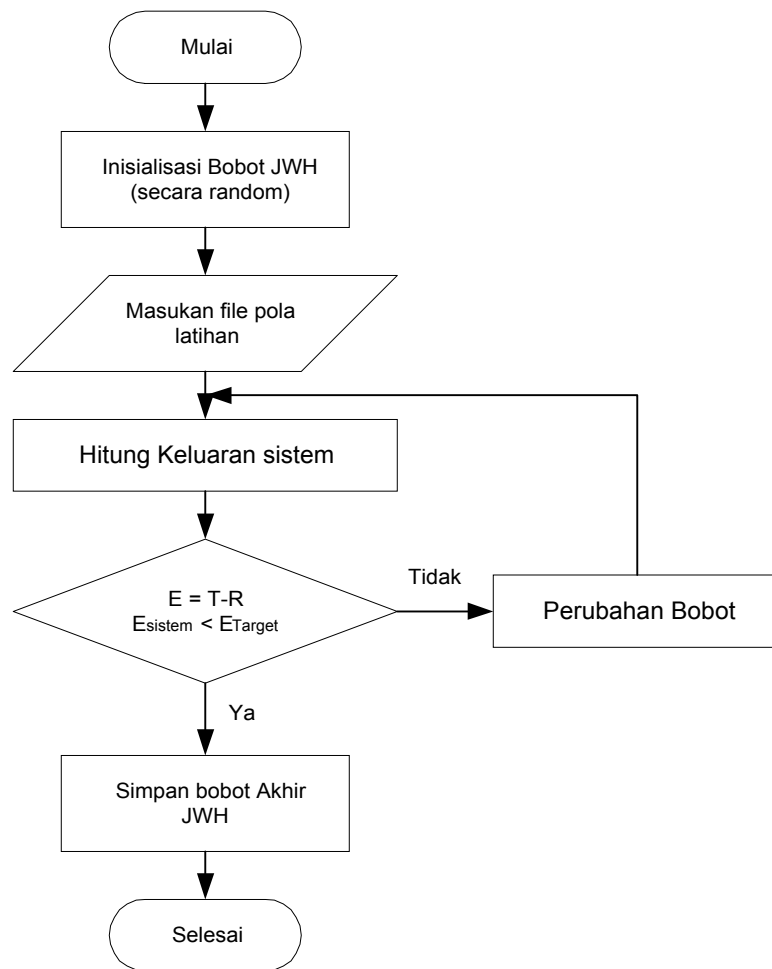 Mulai
Inisialisasi Bobot JWH
(secara random)
Masukan file pola
latihan
Hitung Keluaran sistem
E = T-R
Esistem < ETarget
Tidak
Perubahan Bobot
Ya
Simpan bobot Akhir
JWH
Selesai